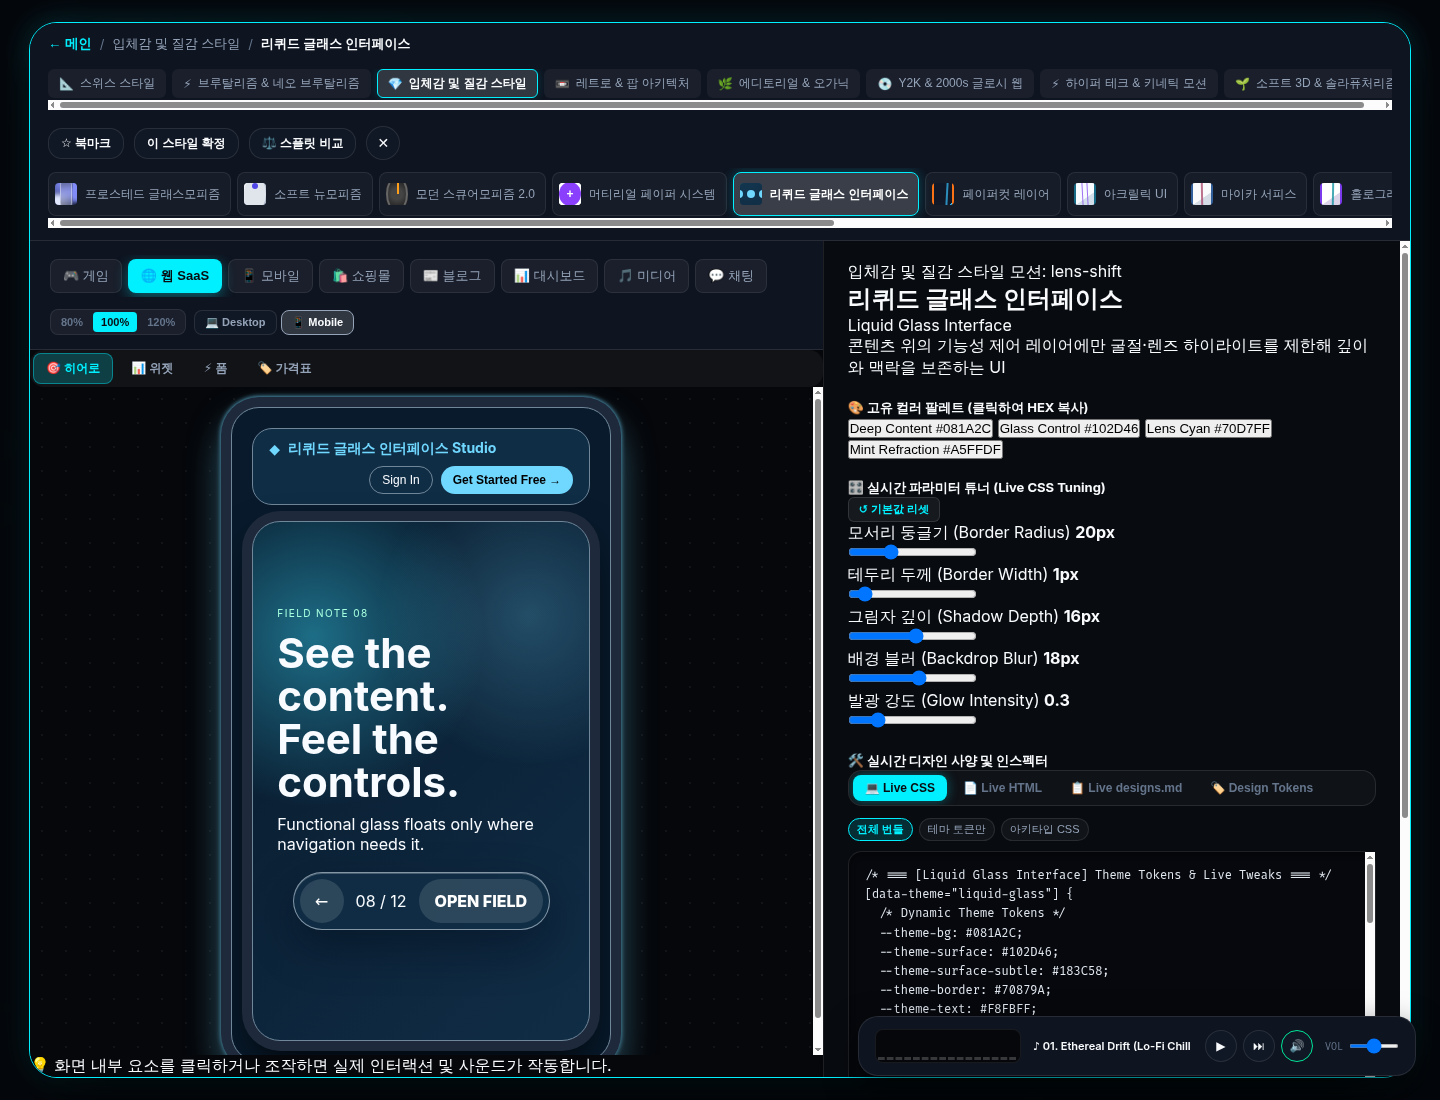 ← 메인 / 입체감 및 질감 스타일 / 리퀴드 글래스 인터페이스
📐 스위스 스타일 ⚡ 브루탈리즘 & 네오 브루탈리즘 💎 입체감 및 질감 스타일 📼 레트로 & 팝 아키텍처 🌿 에디토리얼 & 오가닉 💿 Y2K & 2000s 글로시 웹 ⚡ 하이퍼 테크 & 키네틱 모션 🌱 소프트 3D & 솔라퓨처리즘
☆ 북마크 이 스타일 확정 ⚖️ 스플릿 비교 ✕
프로스테드 글래스모피즘 소프트 뉴모피즘 모던 스큐어모피즘 2.0 머티리얼 페이퍼 시스템 리퀴드 글래스 인터페이스 페이퍼컷 레이어 아크릴릭 UI 마이카 서피스
🎮 게임 🌐 웹 SaaS 📱 모바일 🛍️ 쇼핑몰 📰 블로그 📊 대시보드 🎵 미디어 💬 채팅
80% 100% 120% 💻 Desktop 📱 Mobile
🎯 히어로 📊 위젯 ⚡ 폼 🏷️ 가격표
◆ 리퀴드 글래스 인터페이스 Studio
Sign In Get Started Free →
FIELD NOTE 08
See the
content.
Feel the
controls.
Functional glass floats only where
navigation needs it.
← 08 / 12 OPEN FIELD
💡 화면 내부 요소를 클릭하거나 조작하면 실제 인터랙션 및 사운드가 작동합니다.
입체감 및 질감 스타일 모션: lens-shift
리퀴드 글래스 인터페이스
Liquid Glass Interface
콘텐츠 위의 기능성 제어 레이어에만 굴절·렌즈 하이라이트를 제한해 깊이
와 맥락을 보존하는 UI
🎨 고유 컬러 팔레트 (클릭하여 HEX 복사)
Deep Content #081A2C Glass Control #102D46 Lens Cyan #70D7FF
Mint Refraction #A5FFDF
🎛️ 실시간 파라미터 튜너 (Live CSS Tuning)
↺ 기본값 리셋
모서리 둥글기 (Border Radius) 20px
테두리 두께 (Border Width) 1px
그림자 깊이 (Shadow Depth) 16px
배경 블러 (Backdrop Blur) 18px
발광 강도 (Glow Intensity) 0.3
🛠️ 실시간 디자인 사양 및 인스펙터
💻 Live CSS 📄 Live HTML 📋 Live designs.md 🏷️ Design Tokens
전체 번들 테마 토큰만 아키타입 CSS
/* === [Liquid Glass Interface] Theme Tokens & Live Tweaks === */
[data-theme="liquid-glass"] {
/* Dynamic Theme Tokens */
--theme-bg: #081A2C;
--theme-surface: #102D46;
--theme-surface-subtle: #183C58;
--theme-border: #70879A;
--theme-text: #F8FBFF;
♪ 01. Ethereal Drift (Lo-Fi Chill ▶ ⏭ 🔊 VOL